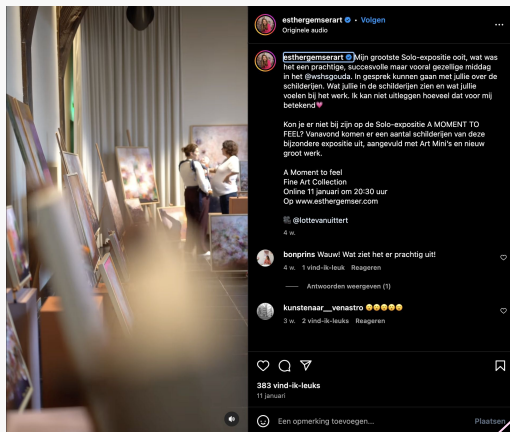 esthergemserart • Volgen
Originele audio
esthergemserart Mijn grootste Solo-expositie ooit, wat was
het een prachtige, succesvolle maar vooral gezellige middag
in het @wshsgouda. In gesprek kunnen gaan met jullie over de
schilderijen. Wat jullie in de schilderijen zien en wat jullie
voelen bij het werk. Ik kan niet uitleggen hoeveel dat voor mij
betekend💗
Kon je er niet bij zijn op de Solo-expositie A MOMENT TO
FEEL? Vanavond komen er een aantal schilderijen van deze
bijzondere expositie uit, aangevuld met Art Mini's en nieuw
groot werk.
A Moment to feel
Fine Art Collection
Online 11 januari om 20:30 uur
Op www.esthergemser.com
@lottevanuittert
4 w.
bonprins Wauw! Wat ziet het er prachtig uit!
4 w. 1 vind-ik-leuk Reageren
Antwoorden weergeven (1)
kunstenaar__venastro 😍😍😍😍😍
3 w. 2 vind-ik-leuks Reageren
383 vind-ik-leuks
11 januari
Een opmerking toevoegen...
Plaatsen